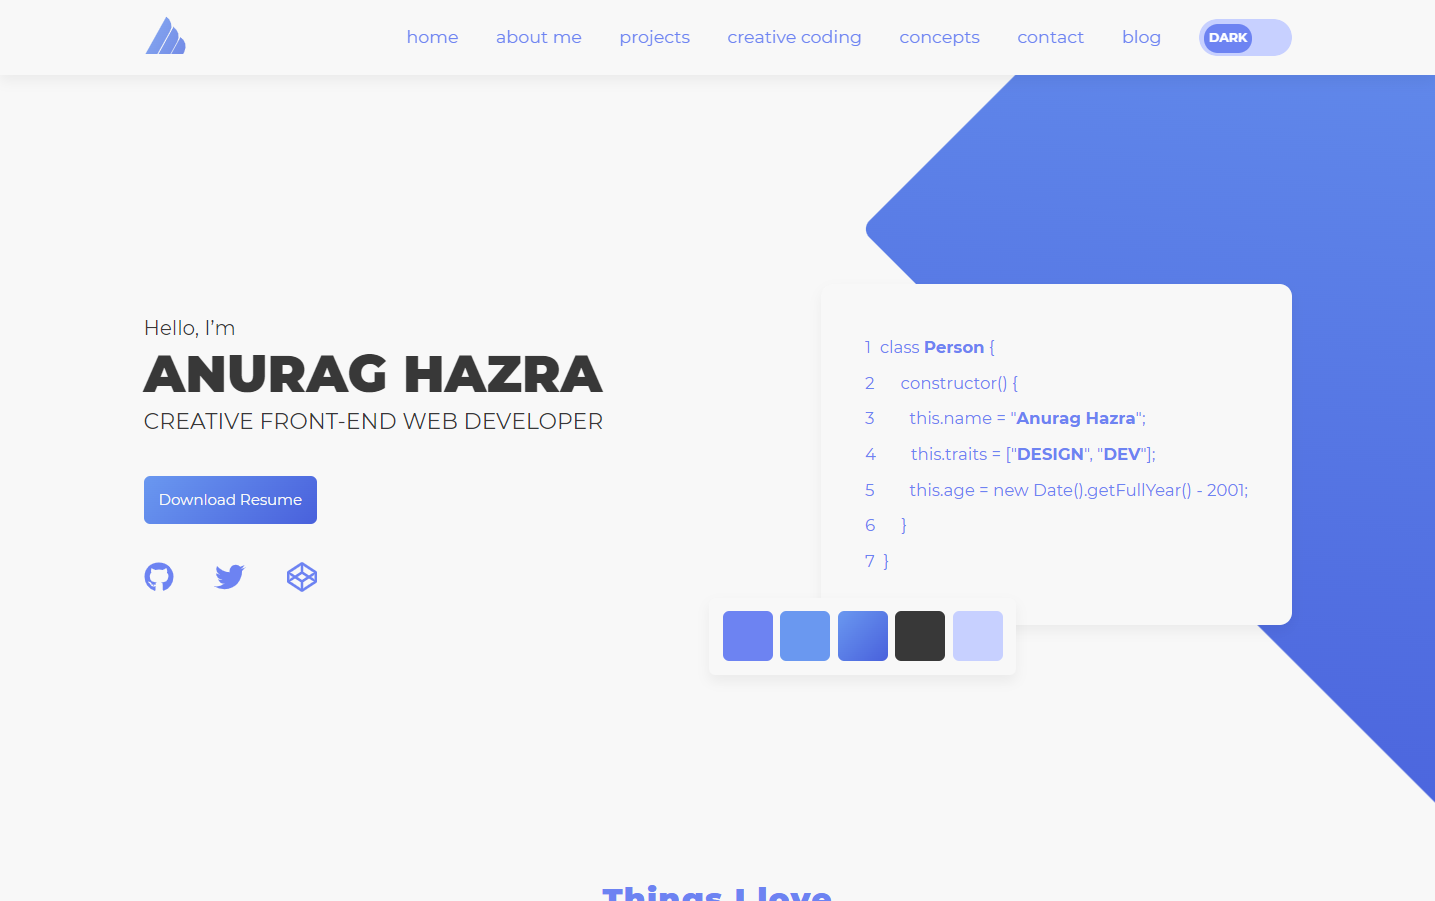 home about me projects creative coding concepts contact blog DARK
Hello, I’m
ANURAG HAZRA
CREATIVE FRONT-END WEB DEVELOPER
Download Resume
1 class Person {
2 constructor() {
3 this.name = "Anurag Hazra";
4 this.traits = ["DESIGN", "DEV"];
5 this.age = new Date().getFullYear() - 2001;
6 }
7 }
Things I love